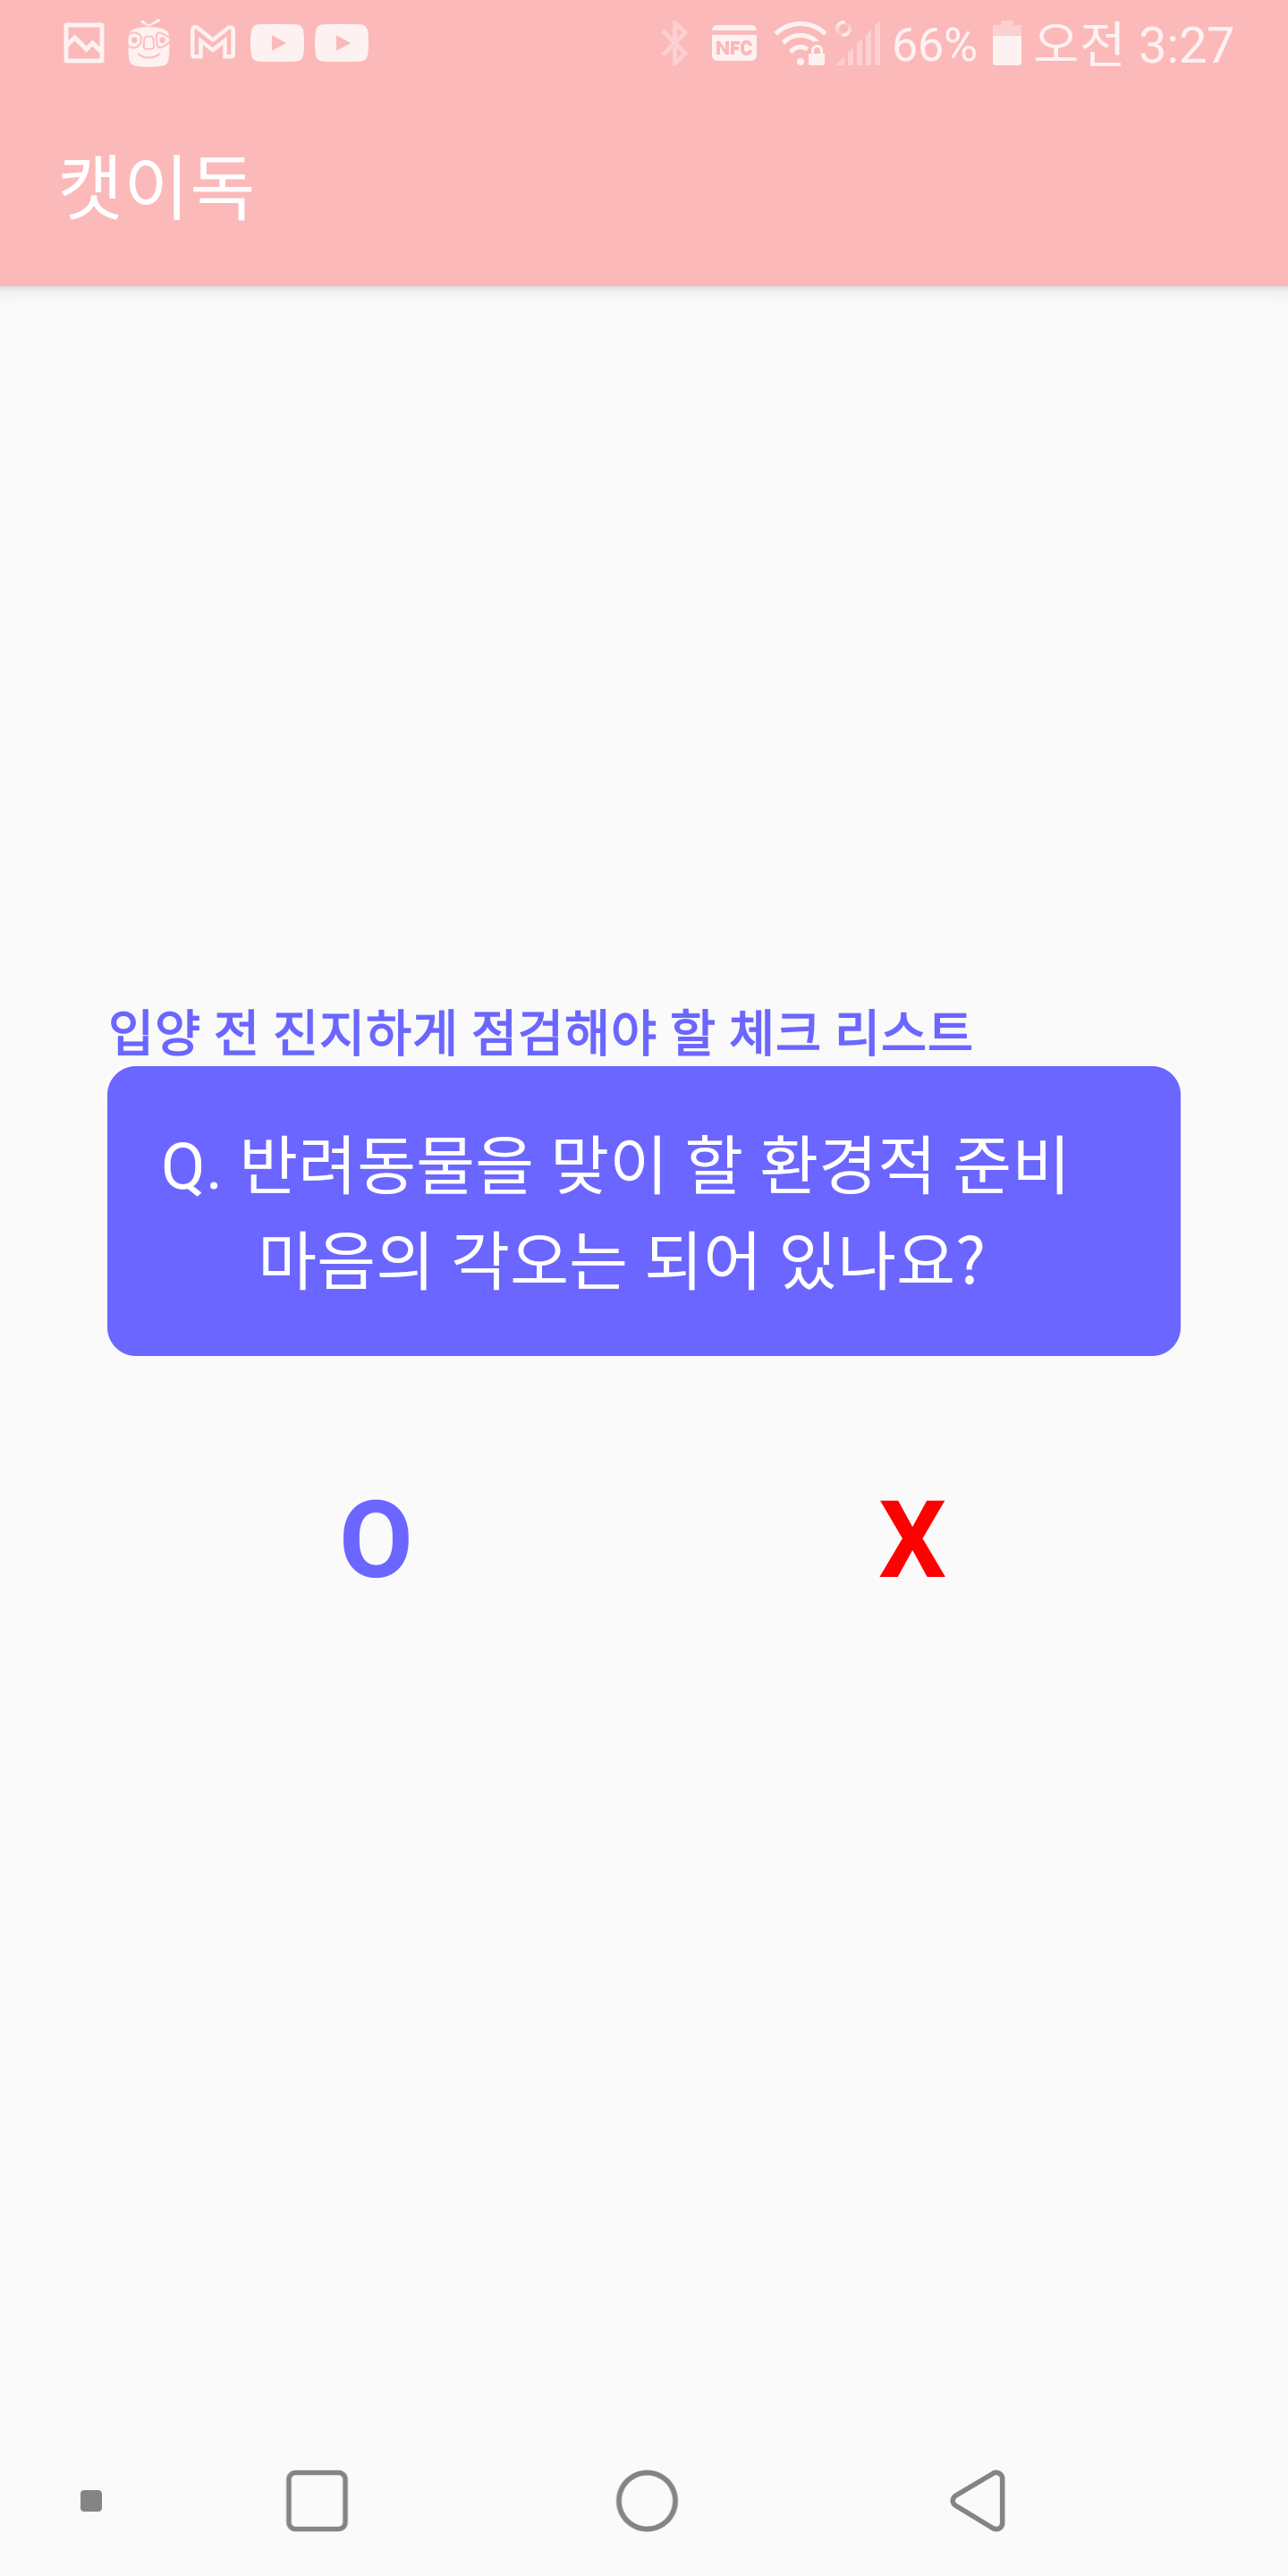 NFC 66% 오전 3:27
캣이독
입양 전 진지하게 점검해야 할 체크 리스트
Q. 반려동물을 맞이 할 환경적 준비
마음의 각오는 되어 있나요?
O X